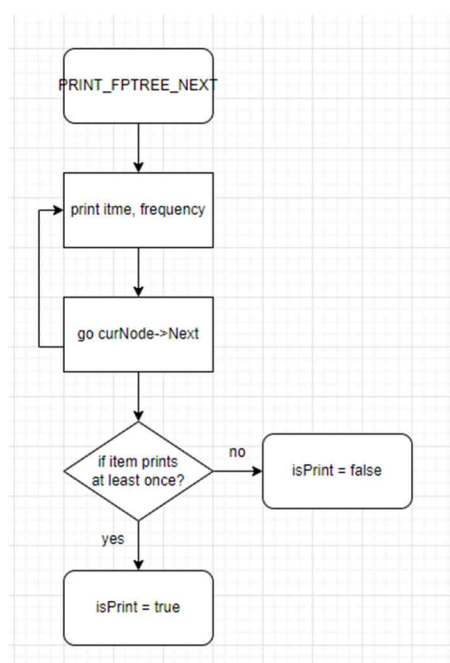 PRINT_FPTREE_NEXT
print itme, frequency
go curNode->Next
if item prints
at least once?
no
isPrint = false
yes
isPrint = true